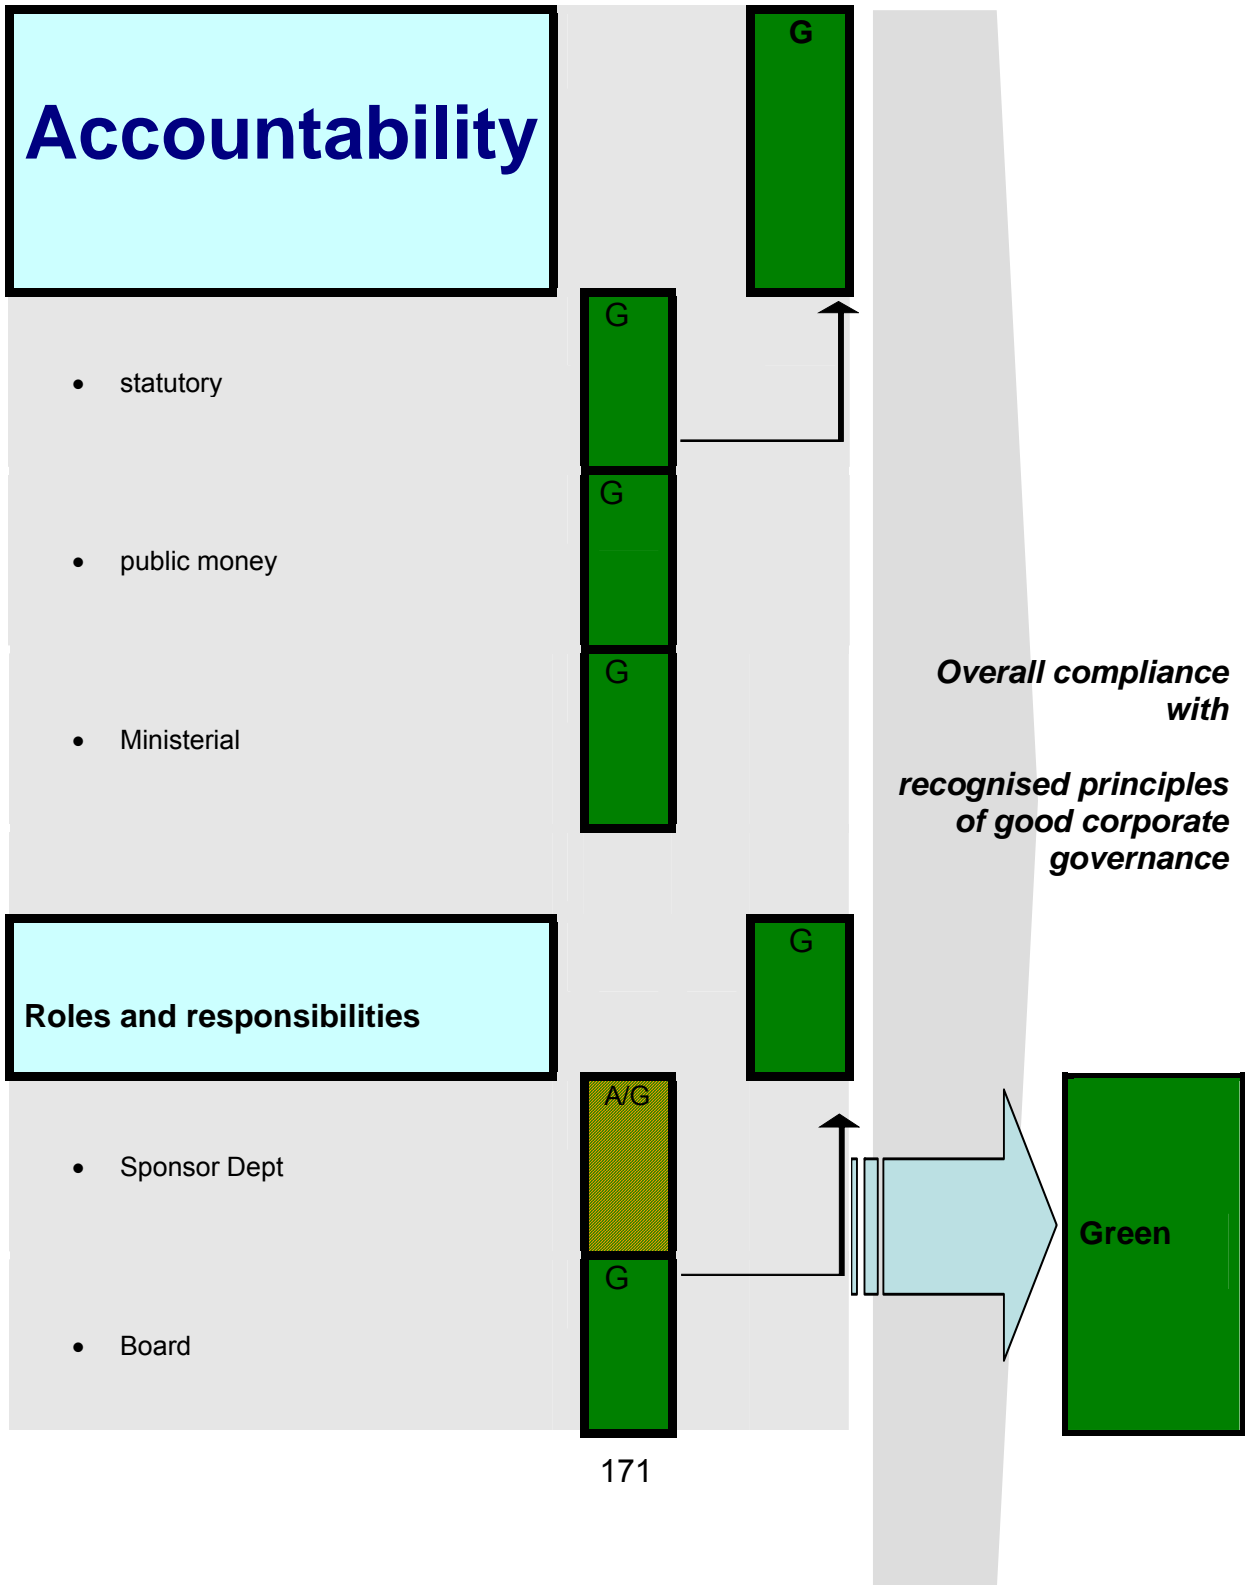 Accountability
G
G
• statutory
G
• public money
G
• Ministerial
Overall compliance
with
recognised principles
of good corporate
governance
Roles and responsibilities
G
A/G
• Sponsor Dept
G
• Board
Green
171